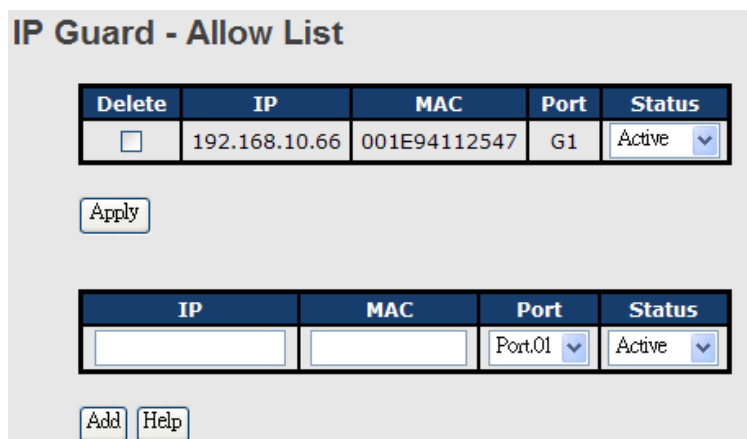 IP Guard - Allow List
Delete IP MAC Port Status
192.168.10.66 001E94112547 G1 Active
Apply
IP MAC Port Status
Port.01 Active
Add Help